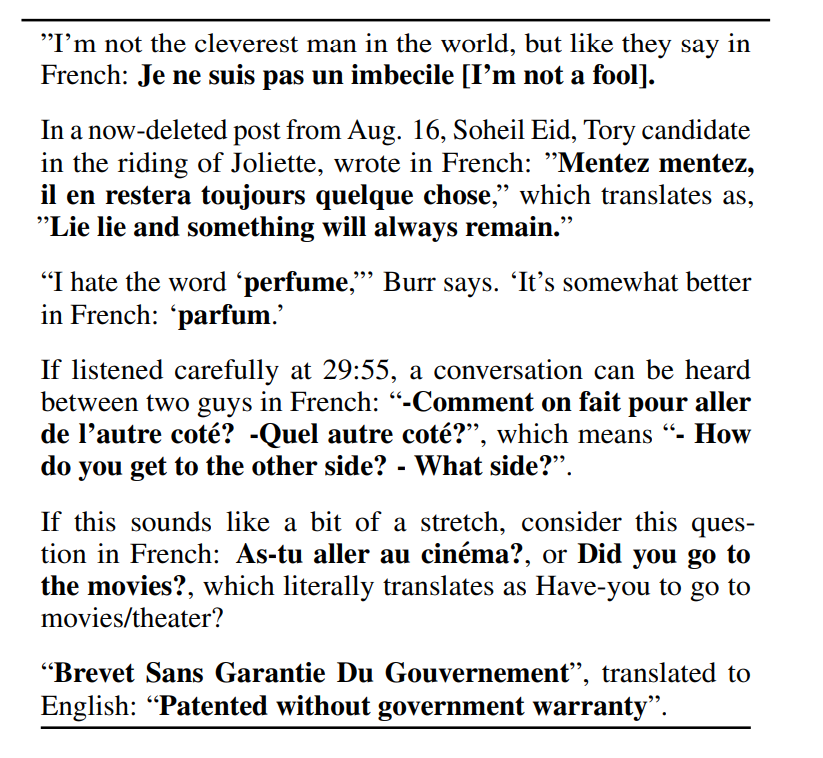 ”I’m not the cleverest man in the world, but like they say in
French: Je ne suis pas un imbecile [I’m not a fool].
In a now-deleted post from Aug. 16, Soheil Eid, Tory candidate
in the riding of Joliette, wrote in French: ”Mentez mentez,
il en restera toujours quelque chose,” which translates as,
”Lie lie and something will always remain.”
“I hate the word ‘perfume,”’ Burr says. ‘It’s somewhat better
in French: ‘parfum.’
If listened carefully at 29:55, a conversation can be heard
between two guys in French: “-Comment on fait pour aller
de l’autre coté? -Quel autre coté?”, which means “- How
do you get to the other side? - What side?”.
If this sounds like a bit of a stretch, consider this ques-
tion in French: As-tu aller au cinéma?, or Did you go to
the movies?, which literally translates as Have-you to go to
movies/theater?
“Brevet Sans Garantie Du Gouvernement”, translated to
English: “Patented without government warranty”.